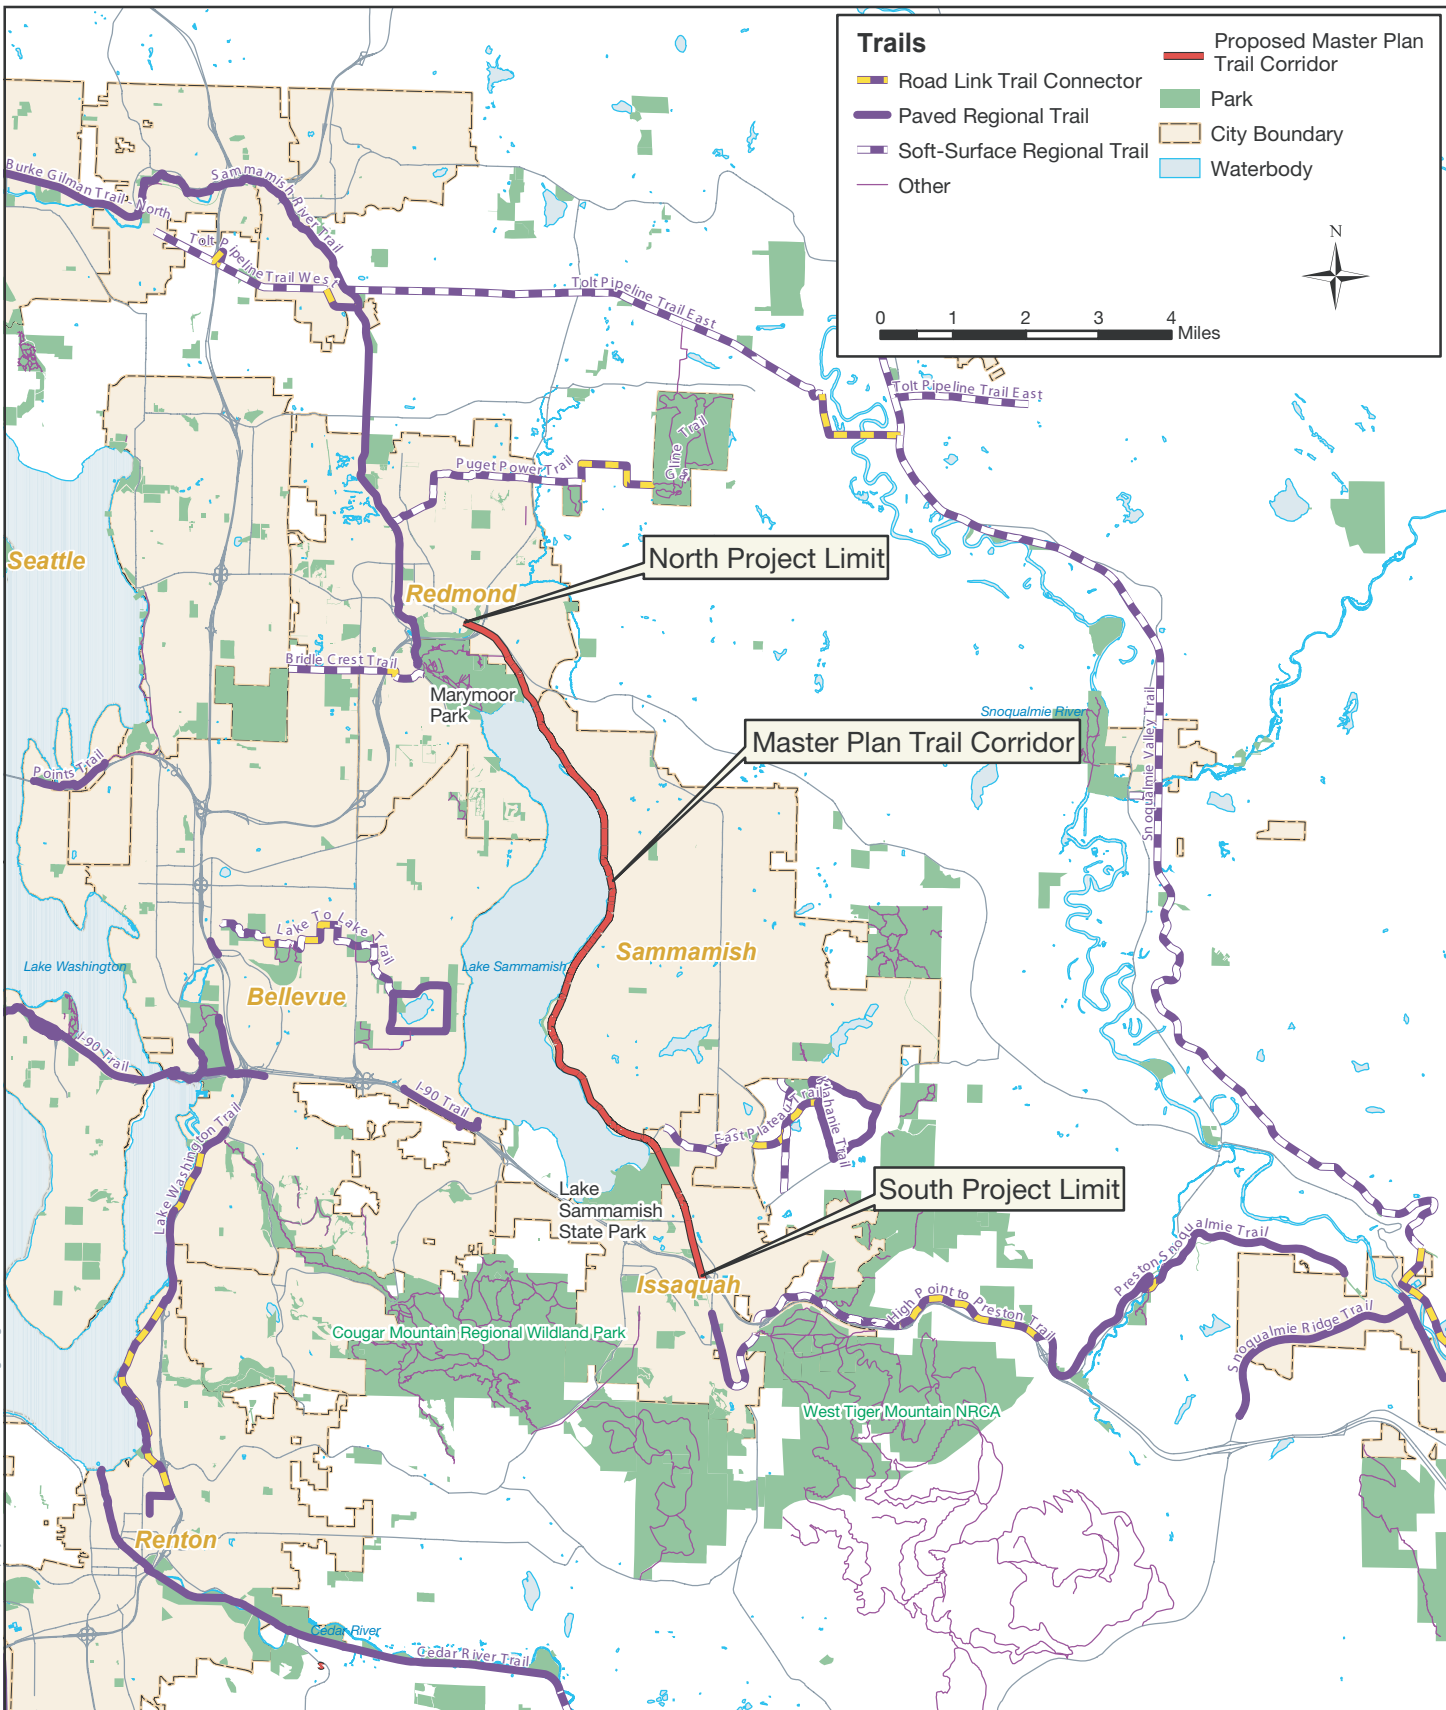 Trails
Road Link Trail Connector
Paved Regional Trail
Soft-Surface Regional Trail
Other
Proposed Master Plan
Trail Corridor
Park
City Boundary
Waterbody
N
0 1 2 3 4
Miles
Burke Gilman Trail - North
Sammamish River Trail
Tolt Pipeline Trail West
Tolt Pipeline Trail East
Tolt Pipeline Trail East
Puget Power Trail
Gline Trail
Seattle
North Project Limit
Redmond
Bridle Crest Trail
Marymoor
Park
Snoqualmie River
Snoqualmie Valley Trail
Master Plan Trail Corridor
Points Trail
Lake To Lake Trail
Sammamish
Lake Washington
Lake Sammamish
Bellevue
I-90 Trail
I-90 Trail
East Plateau Trail
Klahanie Trail
Lake Washington Trail
South Project Limit
Lake
Sammamish
State Park
Preston Snoqualmie Trail
Issaquah
High Point to Preston Trail
Cougar Mountain Regional Wildland Park
Snoqualmie Ridge Trail
West Tiger Mountain NRCA
Renton
Cedar River
Cedar River Trail